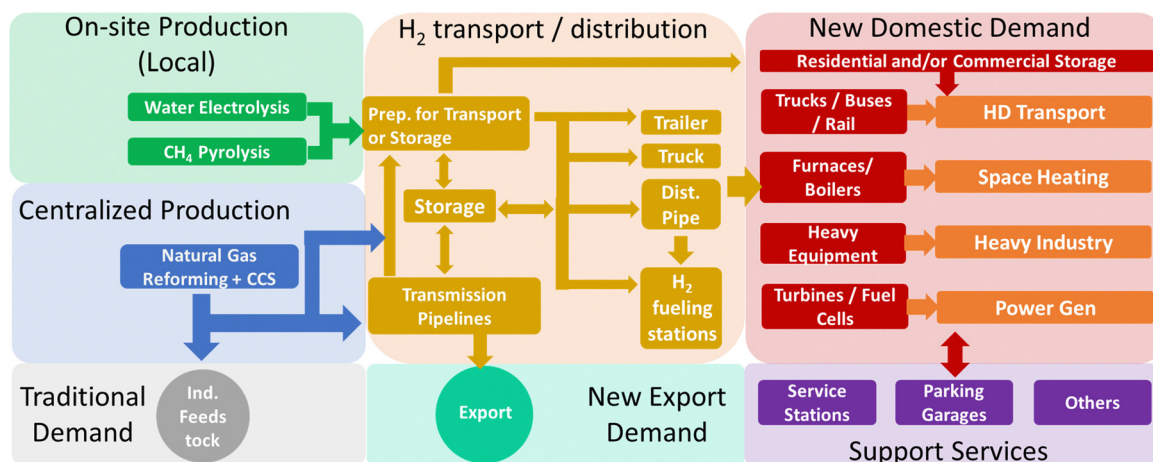 On-site Production
(Local)
Water Electrolysis
CH₄ Pyrolysis
Centralized Production
Natural Gas
Reforming + CCS
Traditional
Demand
Ind.
Feeds
tock
H₂ transport / distribution
Prep. for Transport
or Storage
Storage
Transmission
Pipelines
Trailer
Truck
Dist.
Pipe
H₂
fueling
stations
Export
New Export
Demand
New Domestic Demand
Residential and/or Commercial Storage
Trucks / Buses
/ Rail
HD Transport
Furnaces/
Boilers
Space Heating
Heavy
Equipment
Heavy Industry
Turbines / Fuel
Cells
Power Gen
Service
Stations
Parking
Garages
Others
Support Services